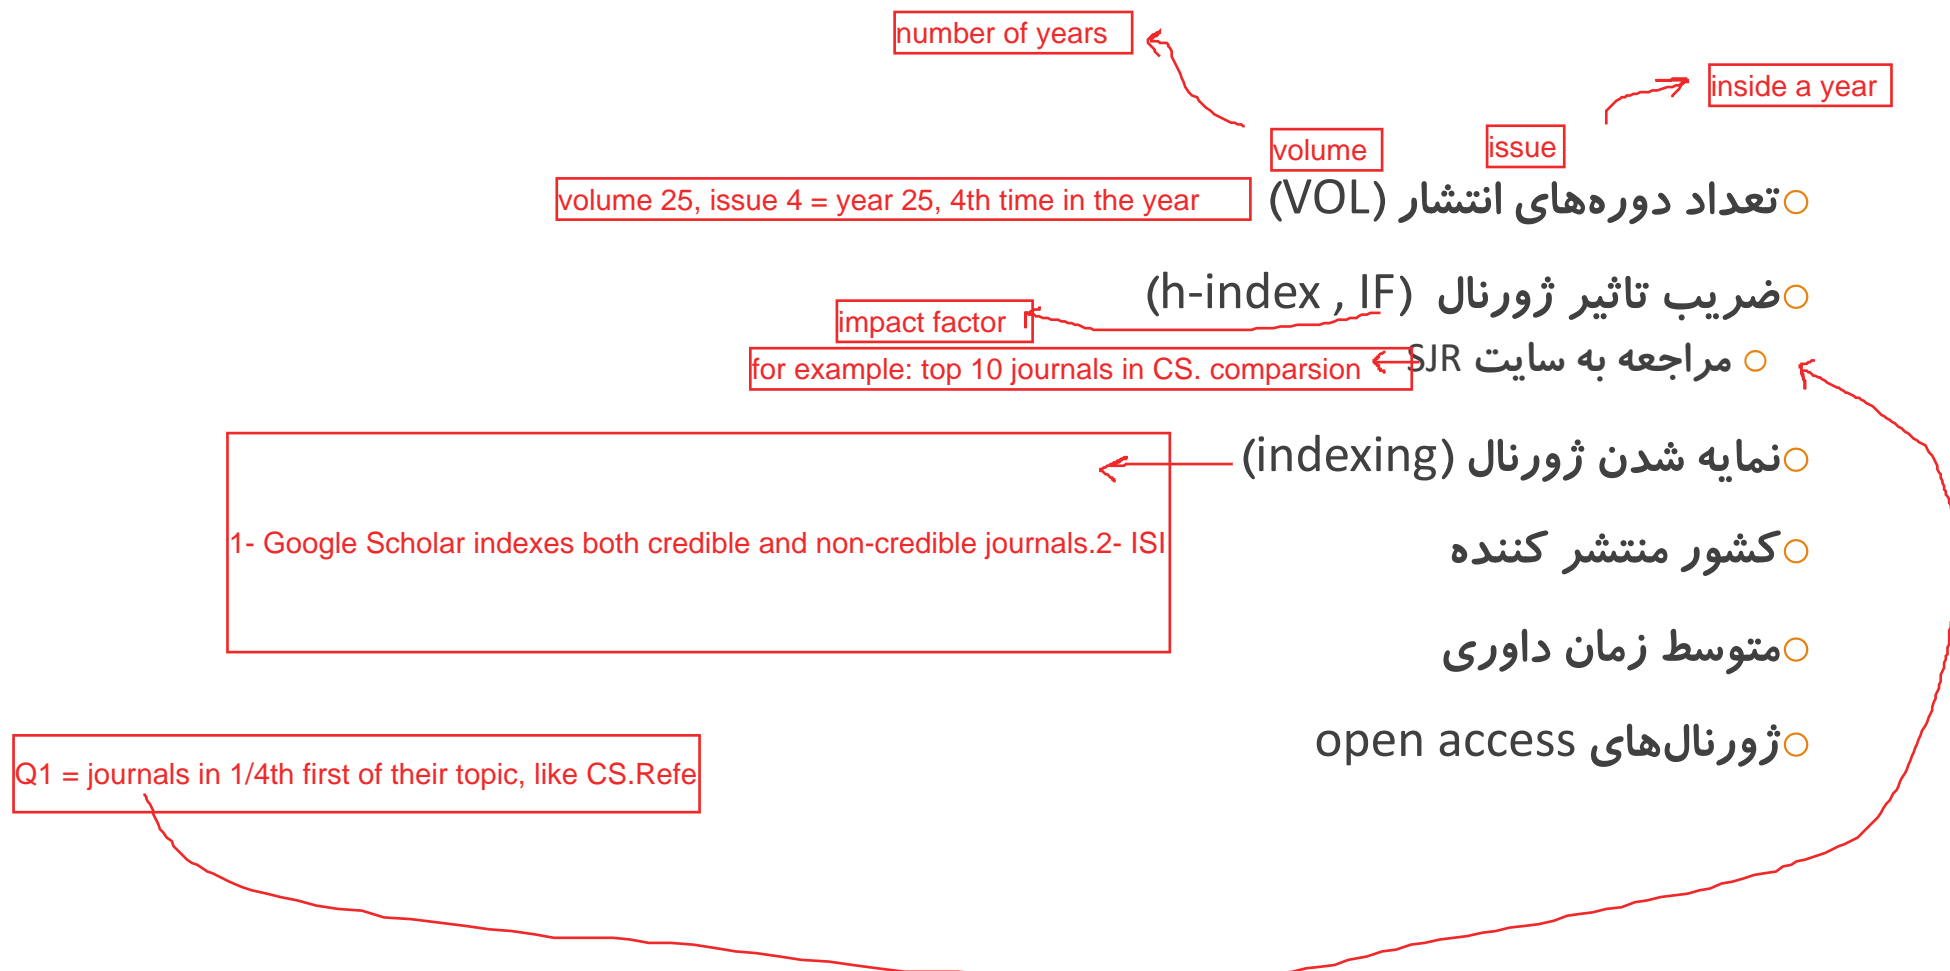 number of years
inside a year
volume
issue
تعداد دوره‌های انتشار (VOL)
volume 25, issue 4 = year 25, 4th time in the year
ضریب تاثیر ژورنال (h-index , IF)
impact factor
مراجعه به سایت SJR
for example: top 10 journals in CS. comparsion
نمایه شدن ژورنال (indexing)
1- Google Scholar indexes both credible and non-credible journals.2- ISI
کشور منتشر کننده
متوسط زمان داوری
ژورنال‌های open access
Q1 = journals in 1/4th first of their topic, like CS.Refe